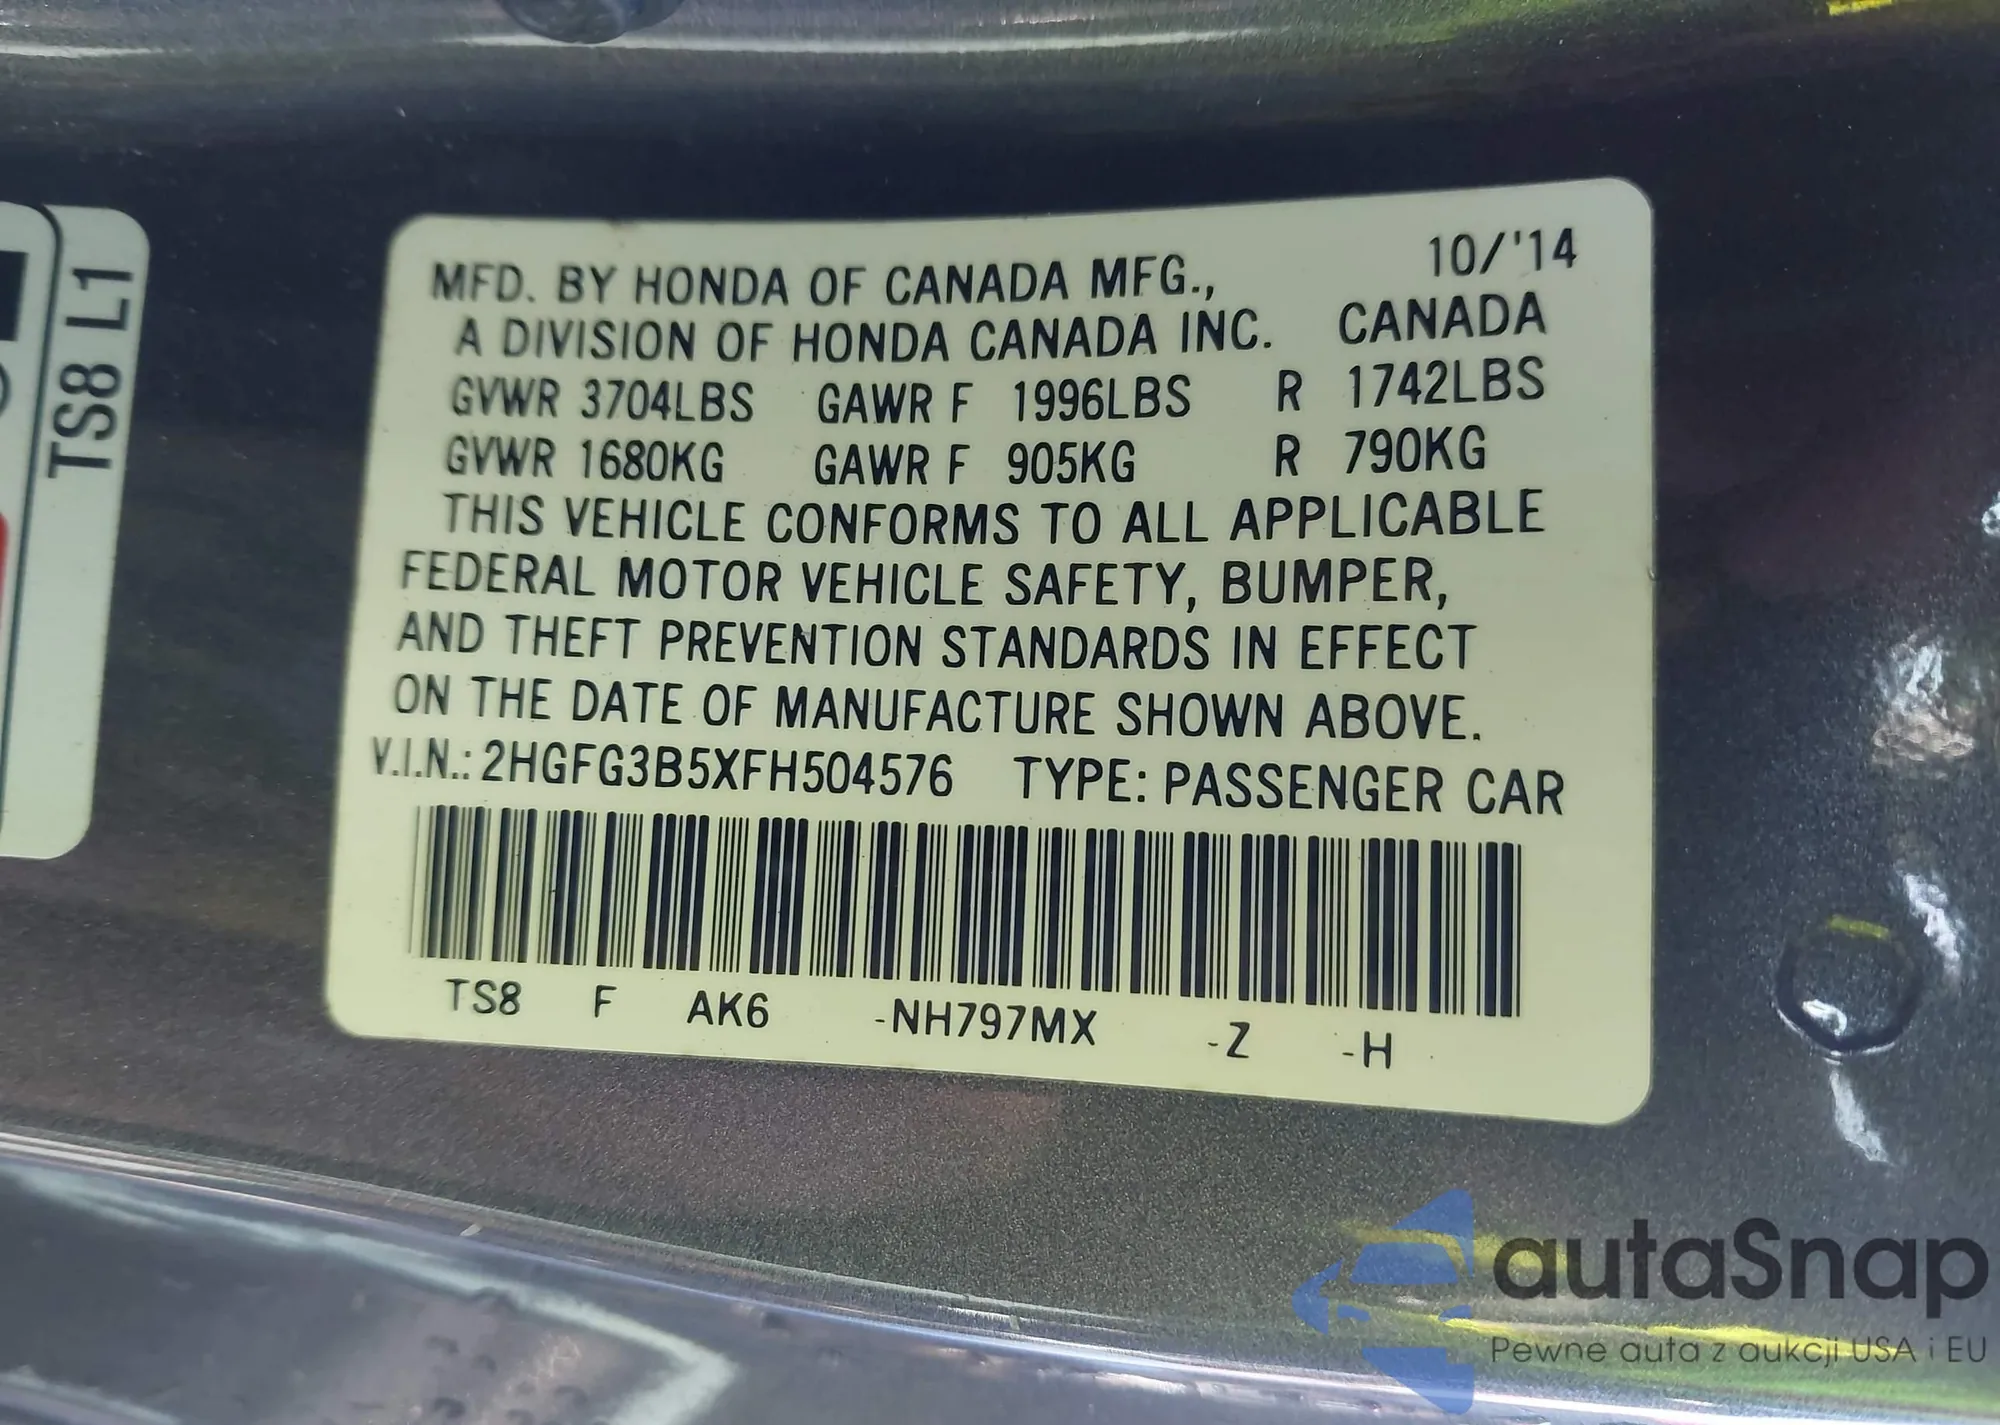 TS8 L1
10/'14
MFD. BY HONDA OF CANADA MFG.,
A DIVISION OF HONDA CANADA INC. CANADA
GVWR 3704LBS GAWR F 1996LBS R 1742LBS
GVWR 1680KG GAWR F 905KG R 790KG
THIS VEHICLE CONFORMS TO ALL APPLICABLE
FEDERAL MOTOR VEHICLE SAFETY, BUMPER,
AND THEFT PREVENTION STANDARDS IN EFFECT
ON THE DATE OF MANUFACTURE SHOWN ABOVE.
V.I.N.: 2HGFG3B5XFH504576 TYPE: PASSENGER CAR
TS8 F AK6 -NH797MX -Z -H
autaSnap
Pewne auta z aukcji USA i EU